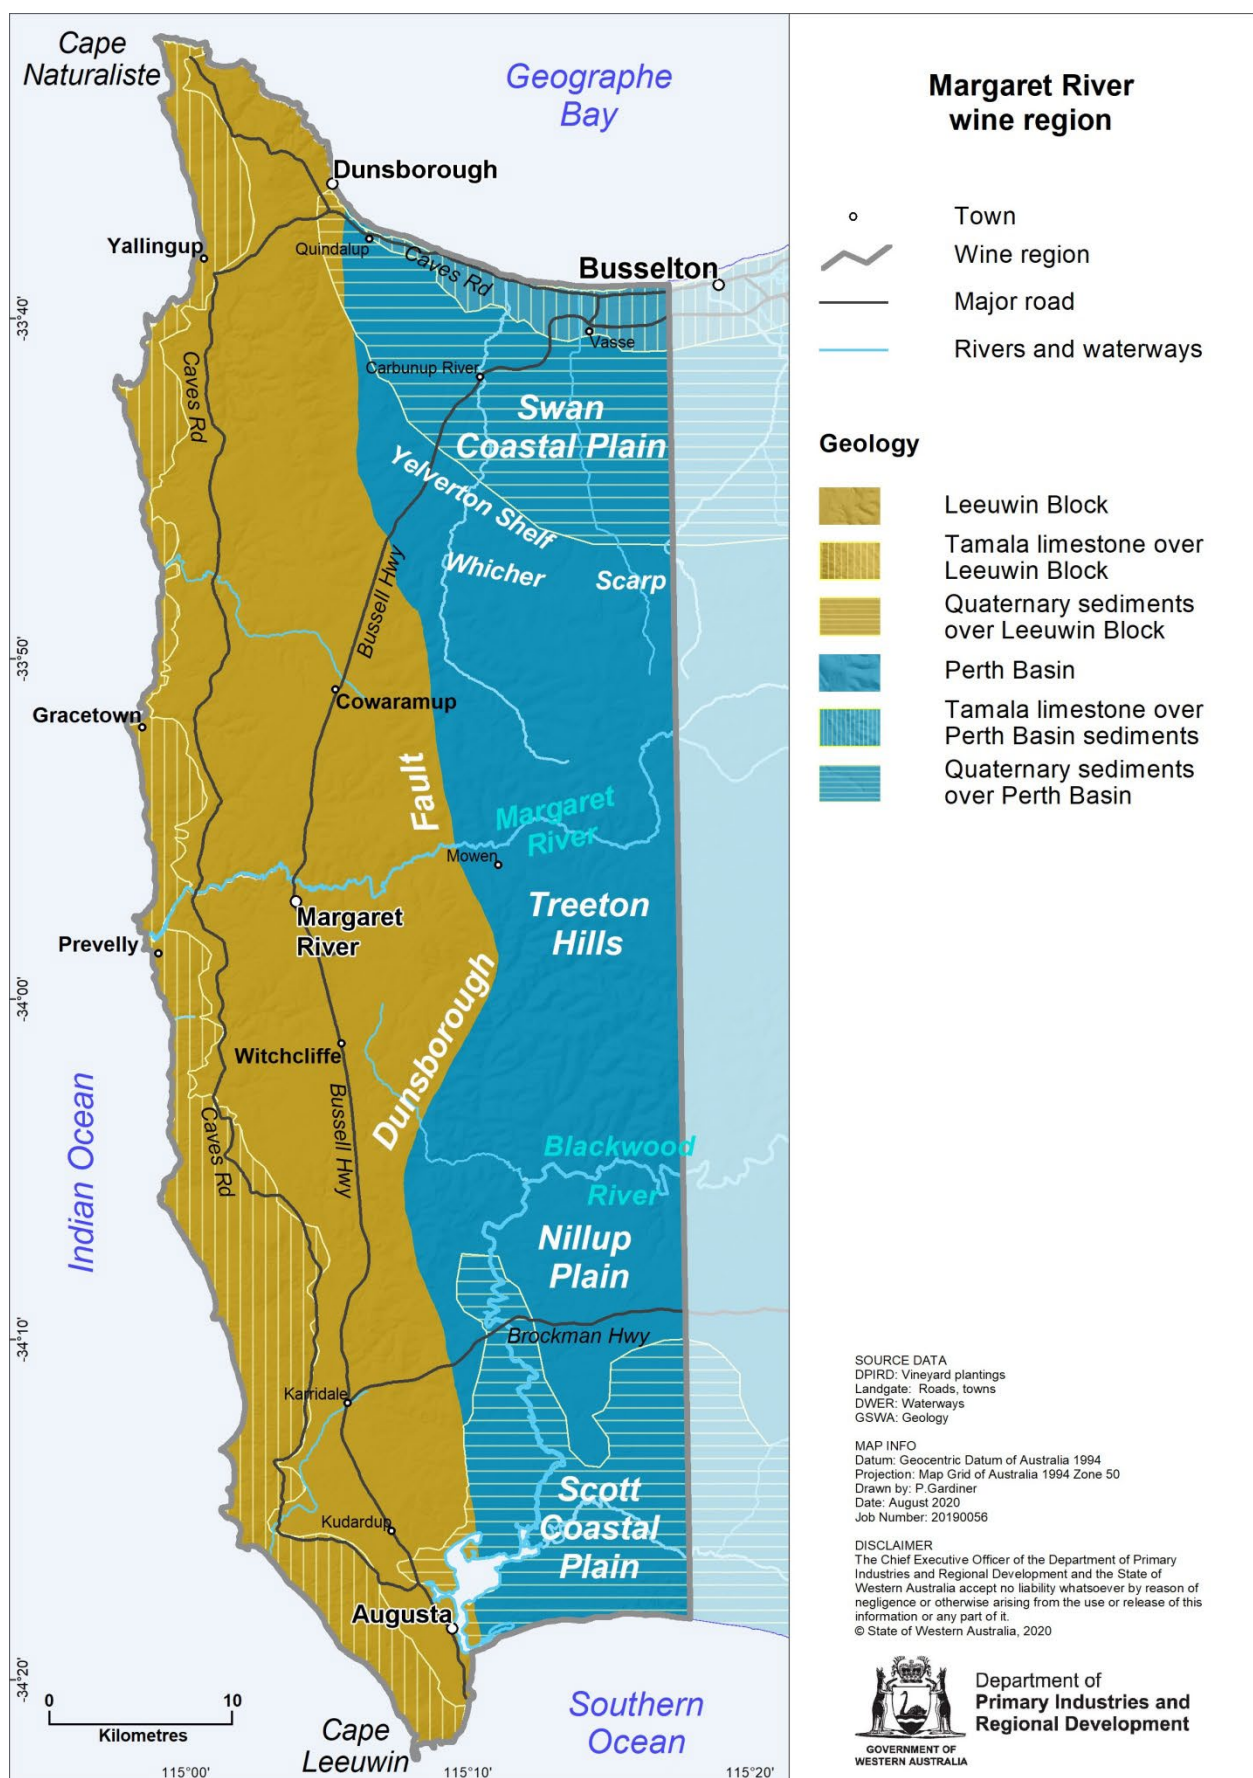 Cape
Naturaliste
Geographe
Bay
Dunsborough
Yallingup
Quindalup
Caves Rd
Busselton
Vasse
Carbunup River
-33°40'
Caves Rd
Swan
Coastal Plain
Yelverton Shelf
Whicher Scarp
Bussell Hwy
-33°50'
Cowaramup
Gracetown
Fault
Margaret
River
Mowen
Treeton
Hills
Margaret
River
Prevelly
Dunsborough
-34°00'
Witchcliffe
Indian Ocean
Caves Rd
Bussell Hwy
Blackwood
River
Nillup
Plain
-34°10'
Brockman Hwy
Karridale
Scott
Coastal
Plain
Kudardup
Augusta
-34°20'
0 10
Kilometres
Cape
Leeuwin
Southern
Ocean
115°00' 115°10' 115°20'
Margaret River
wine region
Town
Wine region
Major road
Rivers and waterways
Geology
Leeuwin Block
Tamala limestone over
Leeuwin Block
Quaternary sediments
over Leeuwin Block
Perth Basin
Tamala limestone over
Perth Basin sediments
Quaternary sediments
over Perth Basin
SOURCE DATA
DPIRD: Vineyard plantings
Landgate: Roads, towns
DWER: Waterways
GSWA: Geology
MAP INFO
Datum: Geocentric Datum of Australia 1994
Projection: Map Grid of Australia 1994 Zone 50
Drawn by: P.Gardiner
Date: August 2020
Job Number: 20190056
DISCLAIMER
The Chief Executive Officer of the Department of Primary
Industries and Regional Development and the State of
Western Australia accept no liability whatsoever by reason of
negligence or otherwise arising from the use or release of this
information or any part of it.
© State of Western Australia, 2020
GOVERNMENT OF
WESTERN AUSTRALIA
Department of
Primary Industries and
Regional Development